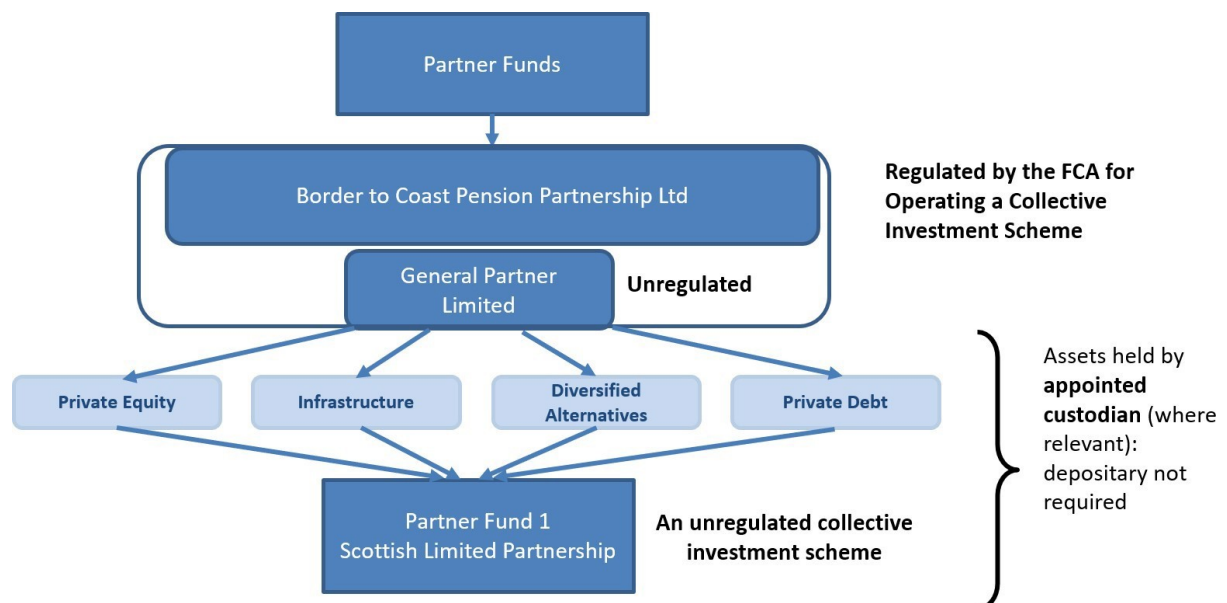 Partner Funds
Border to Coast Pension Partnership Ltd
Regulated by the FCA for
Operating a Collective
Investment Scheme
General Partner
Limited
Unregulated
Private Equity
Infrastructure
Diversified
Alternatives
Private Debt
Assets held by
appointed
custodian (where
relevant):
depositary not
required
Partner Fund 1
Scottish Limited Partnership
An unregulated collective
investment scheme